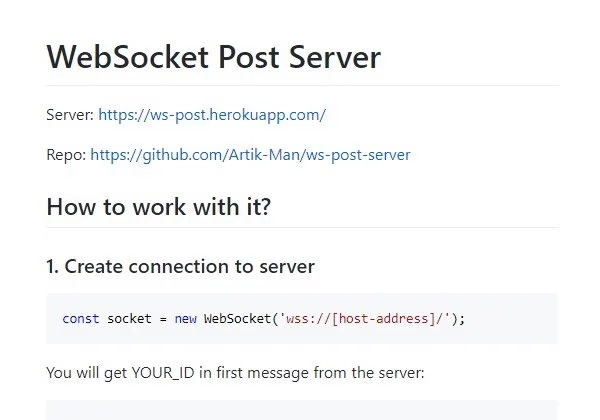 WebSocket Post Server
Server: https://ws-post.herokuapp.com/
Repo: https://github.com/Artik-Man/ws-post-server
How to work with it?
1. Create connection to server
const socket = new WebSocket('wss://[host-address]/');
You will get YOUR_ID in first message from the server: